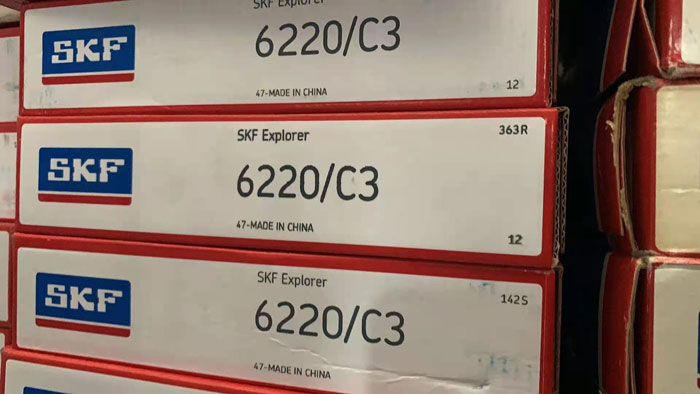 SKF Explorer
SKF
6220/C3
47-MADE IN CHINA
12
SKF Explorer
363R
SKF
6220/C3
47-MADE IN CHINA
12
SKF Explorer
142S
SKF
6220/C3
47-MADE IN CHINA